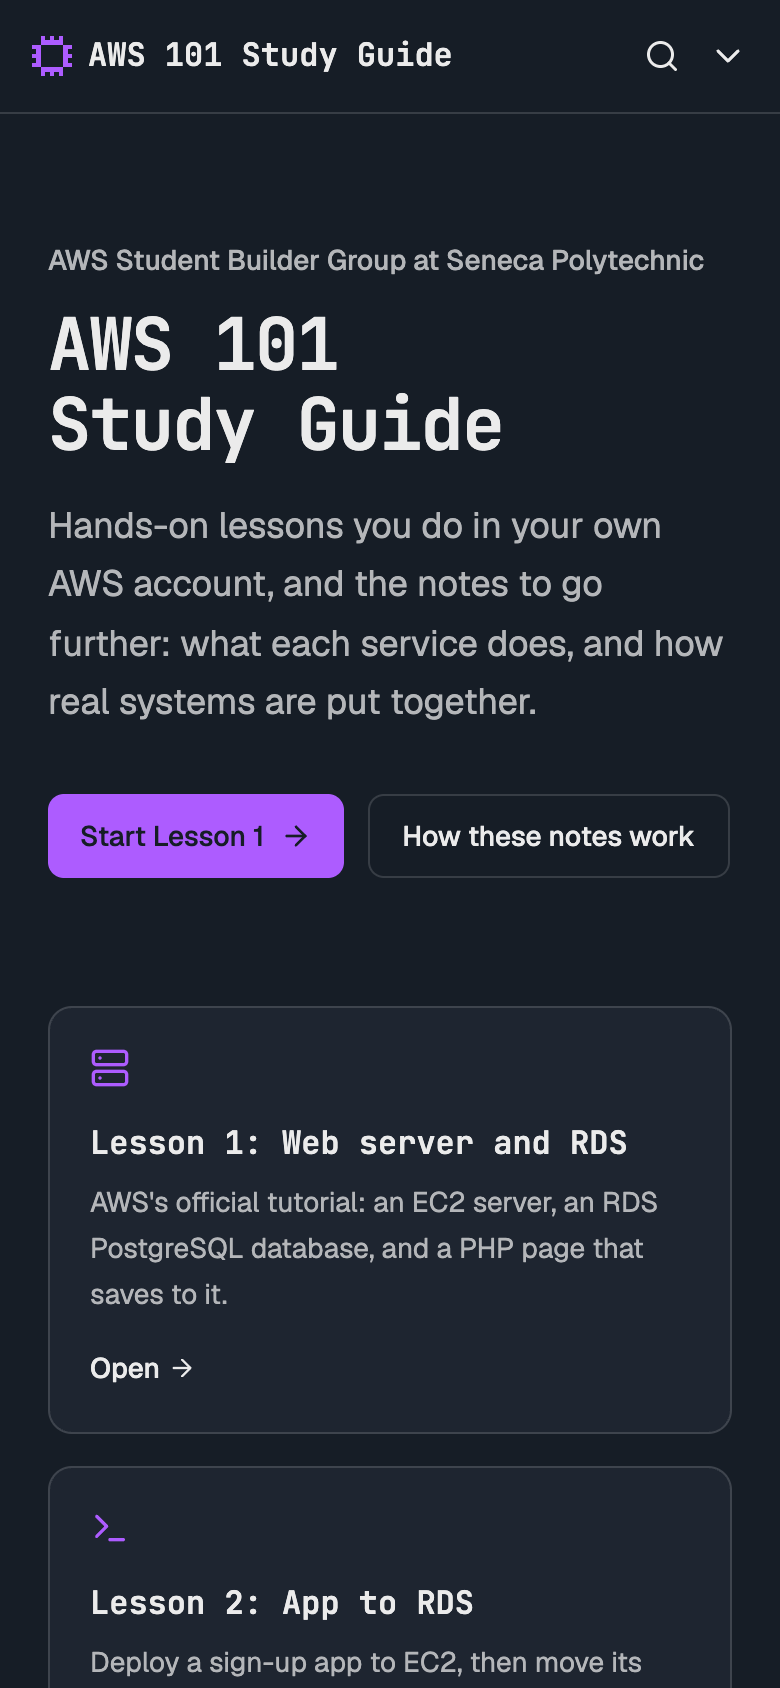 AWS 101 Study Guide
AWS Student Builder Group at Seneca Polytechnic
AWS 101
Study Guide
Hands-on lessons you do in your own
AWS account, and the notes to go
further: what each service does, and how
real systems are put together.
Start Lesson 1 →
How these notes work
Lesson 1: Web server and RDS
AWS's official tutorial: an EC2 server, an RDS
PostgreSQL database, and a PHP page that
saves to it.
Open →
Lesson 2: App to RDS
Deploy a sign-up app to EC2, then move its